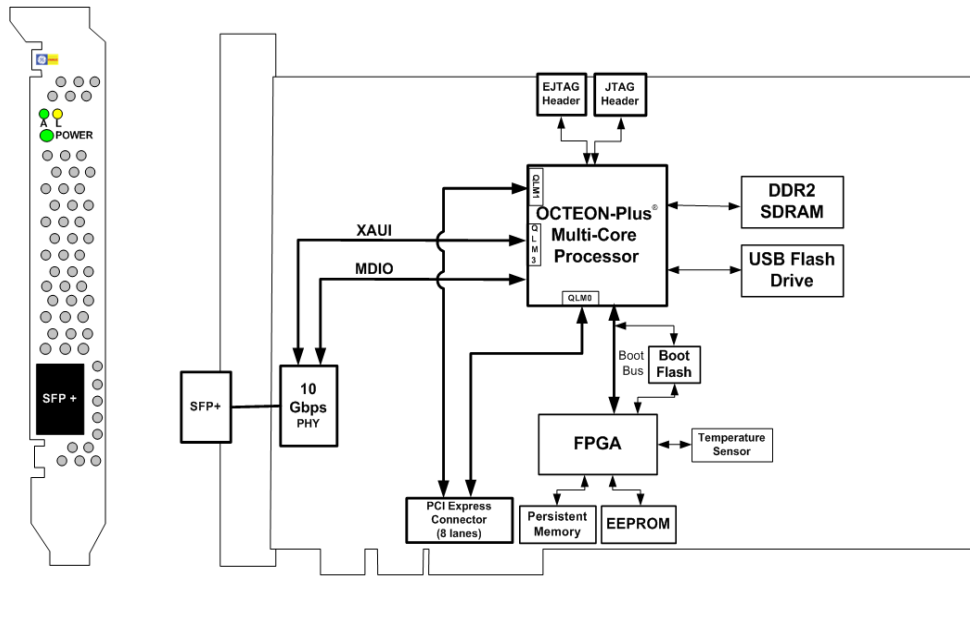 A L
POWER
SFP +
EJTAG
Header
JTAG
Header
QLM1
OCTEON-Plus®
Multi-Core
Processor
QLM3
QLM0
DDR2
SDRAM
USB Flash
Drive
XAUI
MDIO
Boot
Bus
Boot
Flash
SFP+
10
Gbps
PHY
FPGA
Temperature
Sensor
PCI Express
Connector
(8 lanes)
Persistent
Memory
EEPROM